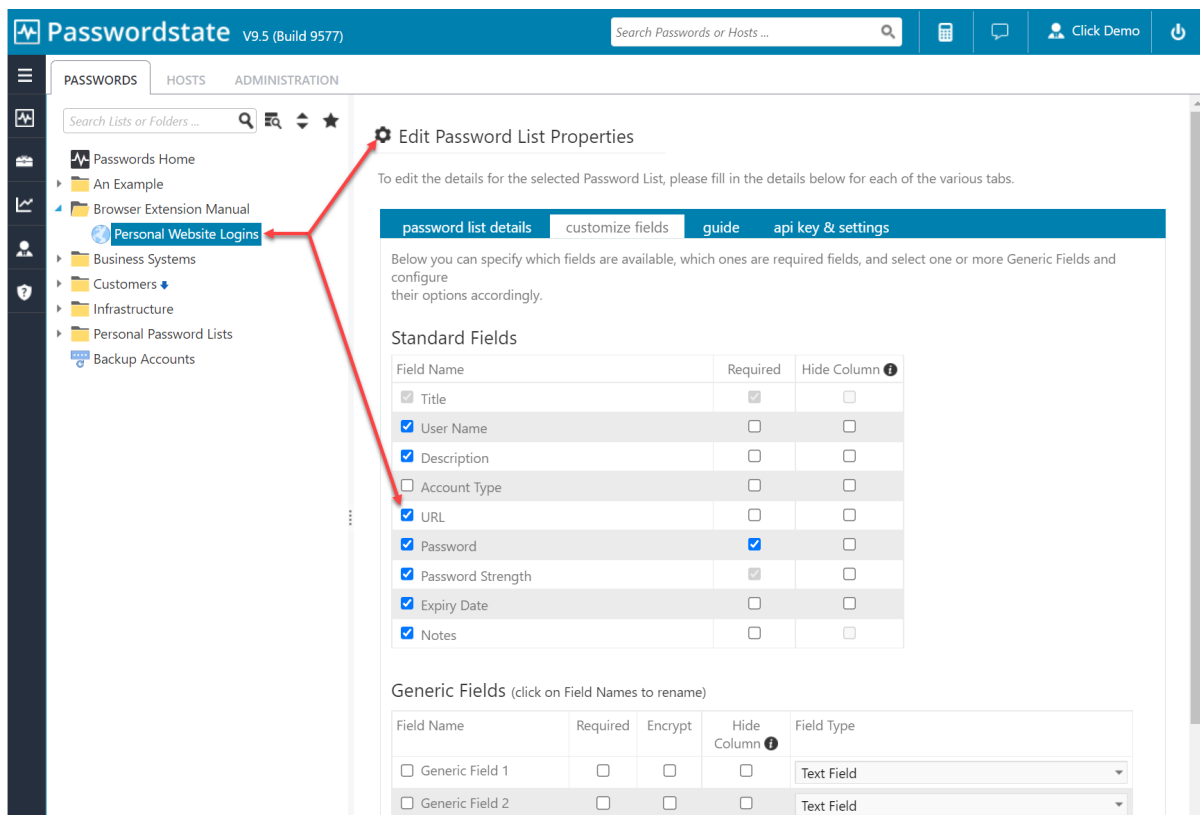 Passwordstate V9.5 (Build 9577)
Search Passwords or Hosts ...
Click Demo
PASSWORDS HOSTS ADMINISTRATION
Search Lists or Folders ...
Passwords Home
An Example
Browser Extension Manual
Personal Website Logins
Business Systems
Customers
Infrastructure
Personal Password Lists
Backup Accounts
Edit Password List Properties
To edit the details for the selected Password List, please fill in the details below for each of the various tabs.
password list details customize fields guide api key & settings
Below you can specify which fields are available, which ones are required fields, and select one or more Generic Fields and
configure
their options accordingly.
Standard Fields
Field Name Required Hide Column
Title
User Name
Description
Account Type
URL
Password
Password Strength
Expiry Date
Notes
Generic Fields (click on Field Names to rename)
Field Name Required Encrypt Hide Field Type
Column
Generic Field 1 Text Field
Generic Field 2 Text Field